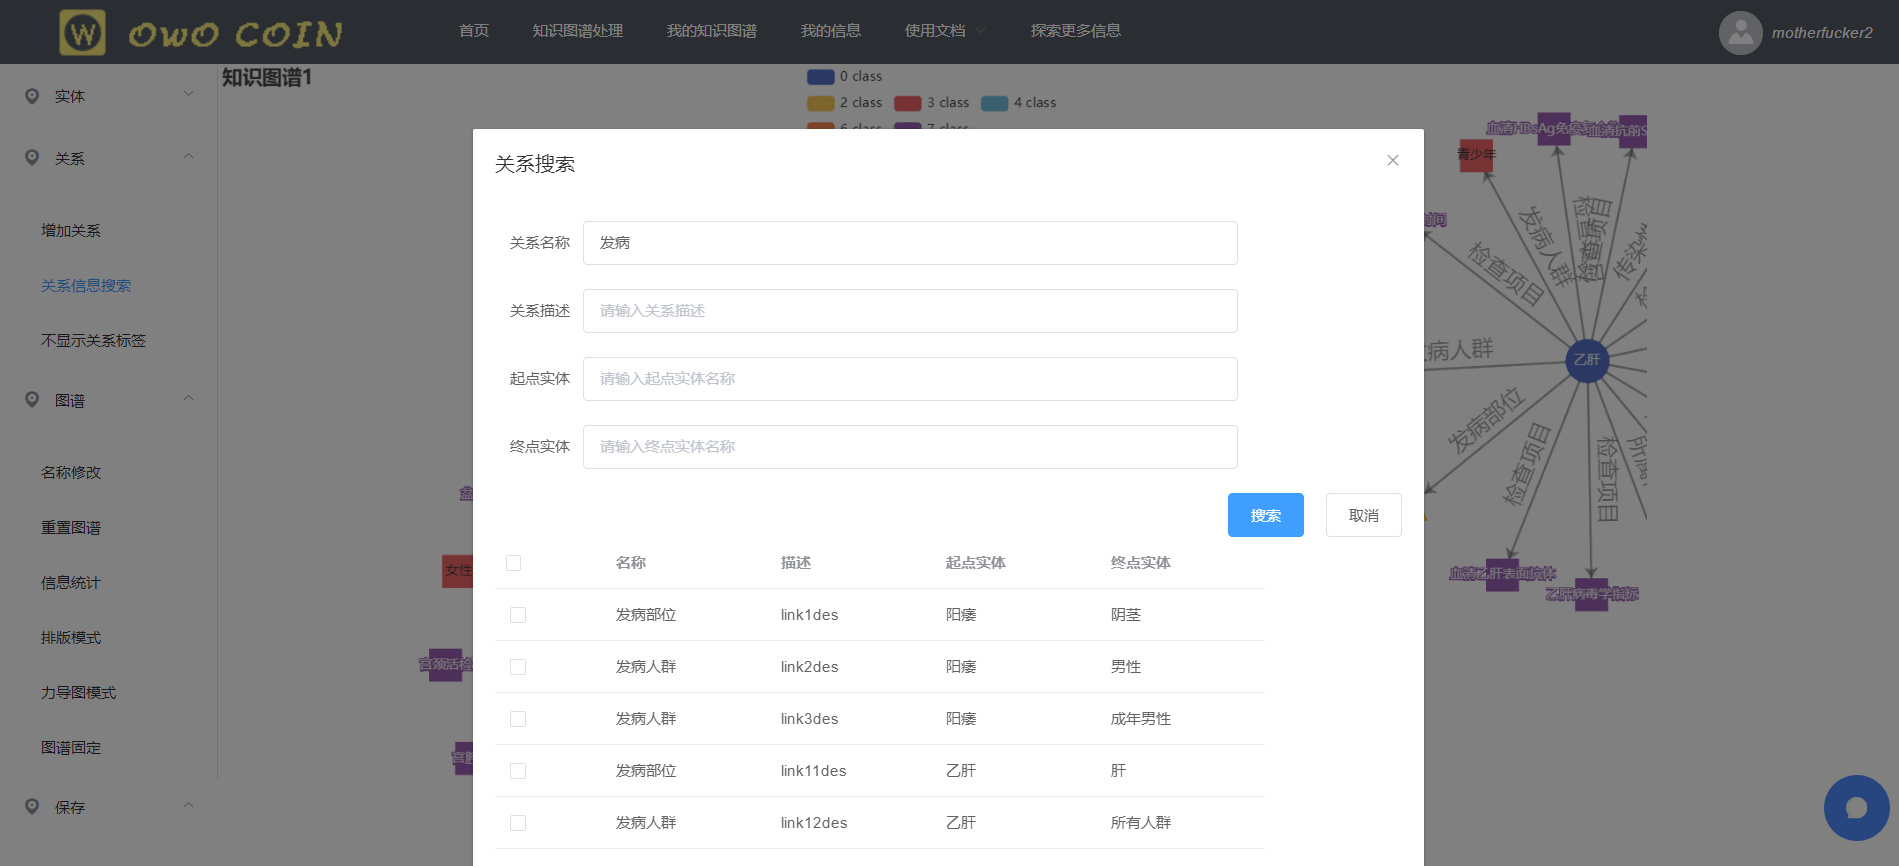 W OWO COIN 首页 知识图谱处理 我的知识图谱 我的信息 使用文档 探索更多信息 motherfucker2
知识图谱1
0 class
2 class 3 class 4 class
6 class 7 class
实体
关系
增加关系
关系信息搜索
不显示关系标签
图谱
名称修改
重置图谱
信息统计
排版模式
力导图模式
图谱固定
保存
关系搜索
关系名称 发病
关系描述 请输入关系描述
起点实体 请输入起点实体名称
终点实体 请输入终点实体名称
搜索 取消
名称 描述 起点实体 终点实体
发病部位 link1des 阳痿 阴茎
发病人群 link2des 阳痿 男性
发病人群 link3des 阳痿 成年男性
发病部位 link11des 乙肝 肝
发病人群 link12des 乙肝 所有人群
女性
宫颈活检
青少年
血清抗前S
发病人群
检查项目
检查项目
检查项目
传染性
病人群
乙肝
发病部位
检查项目
检查项目
血清乙肝表面抗体
乙肝病毒学指标